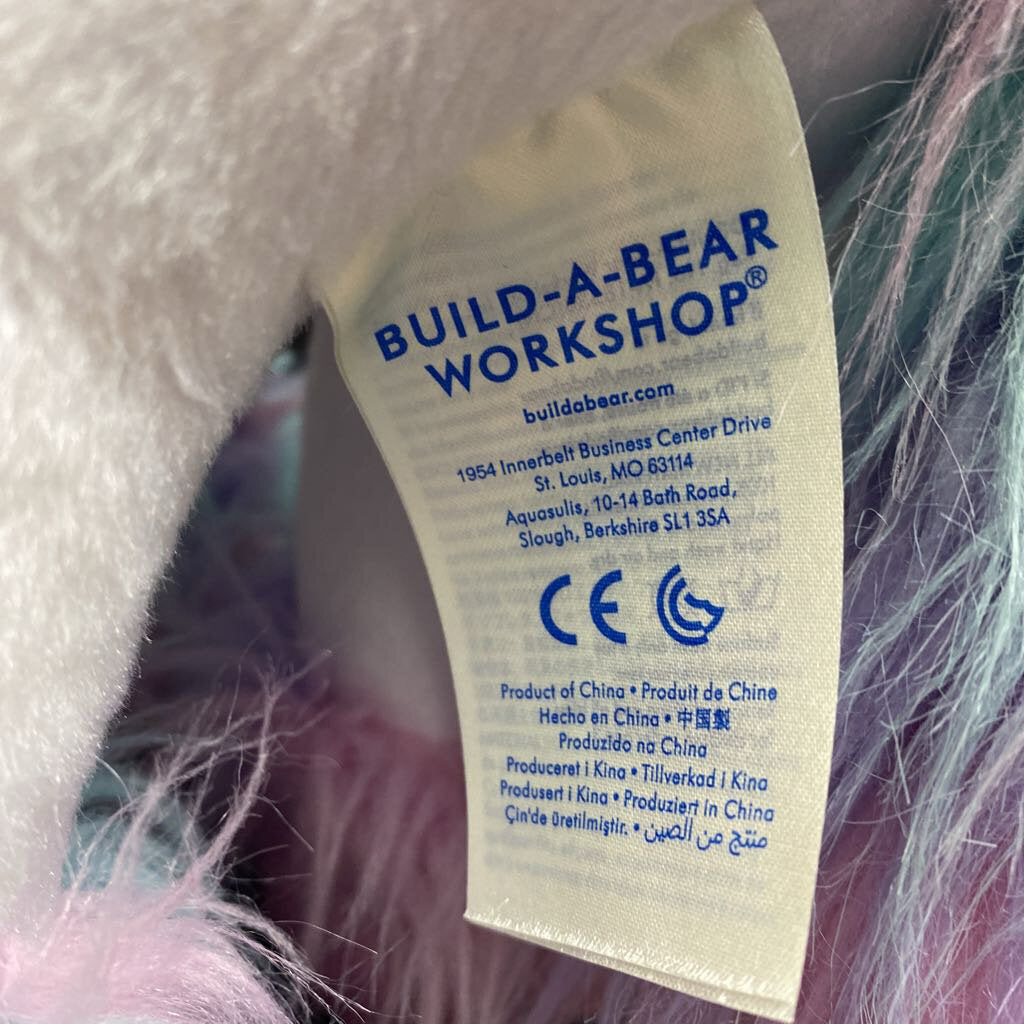 BUILD-A-BEAR
WORKSHOP®
buildabear.com
1954 Innerbelt Business Center Drive
St. Louis, MO 63114
Aquasulis, 10-14 Bath Road,
Slough, Berkshire SL1 3SA
CE
Product of China • Produit de Chine
Hecho en China • 中国製
Produzido na China
Produceret i Kina • Tillverkad i Kina
Produsert i Kina • Produziert in China
Çin'de üretilmiştir. • منتج من الصين